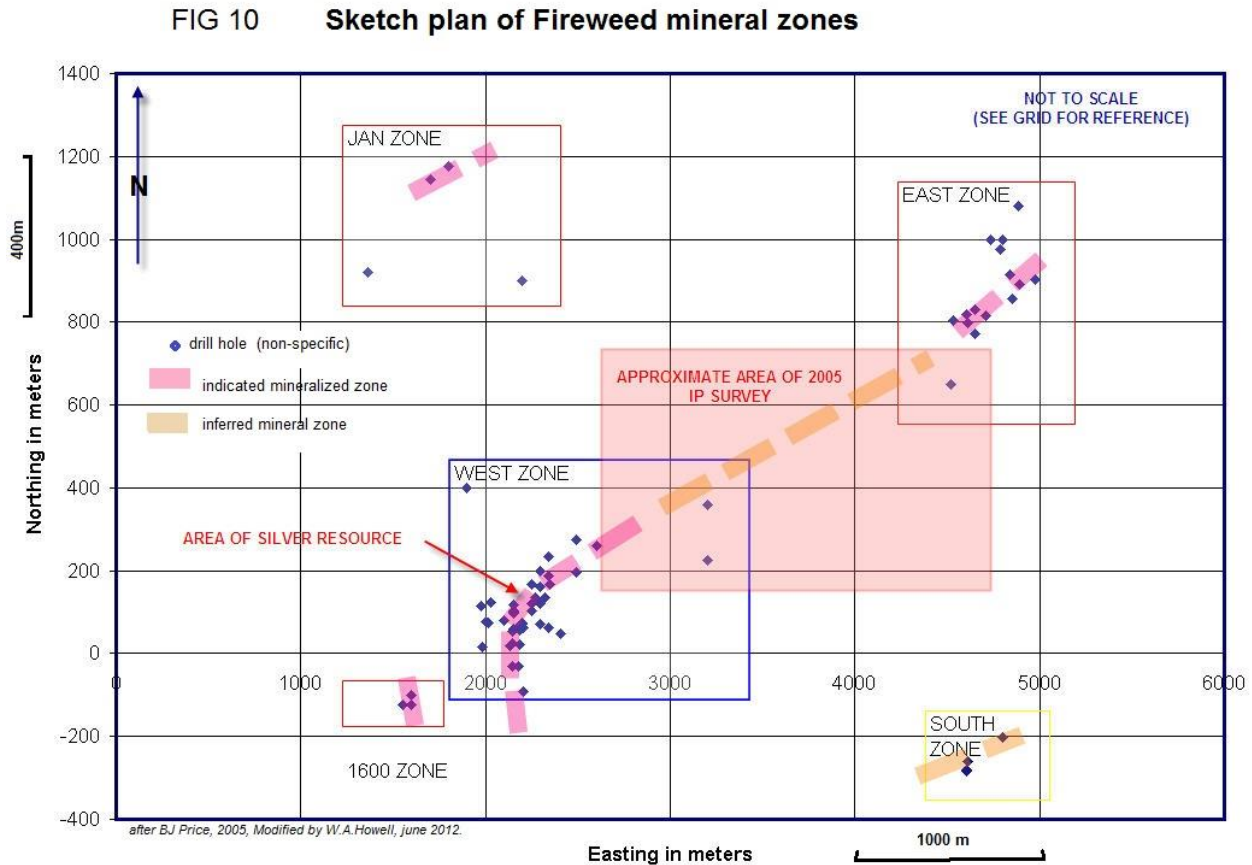 FIG 10 Sketch plan of Fireweed mineral zones
1400
1200
1000
800
600
400
200
0
-200
-400
Northing in meters
400m
N
NOT TO SCALE
(SEE GRID FOR REFERENCE)
JAN ZONE
EAST ZONE
drill hole (non-specific)
indicated mineralized zone
inferred mineral zone
APPROXIMATE AREA OF 2005
IP SURVEY
WEST ZONE
AREA OF SILVER RESOURCE
0 1000 2000 3000 4000 5000 6000
SOUTH
ZONE
1600 ZONE
after BJ Price, 2005, Modified by W.A.Howell, june 2012.
Easting in meters
1000 m